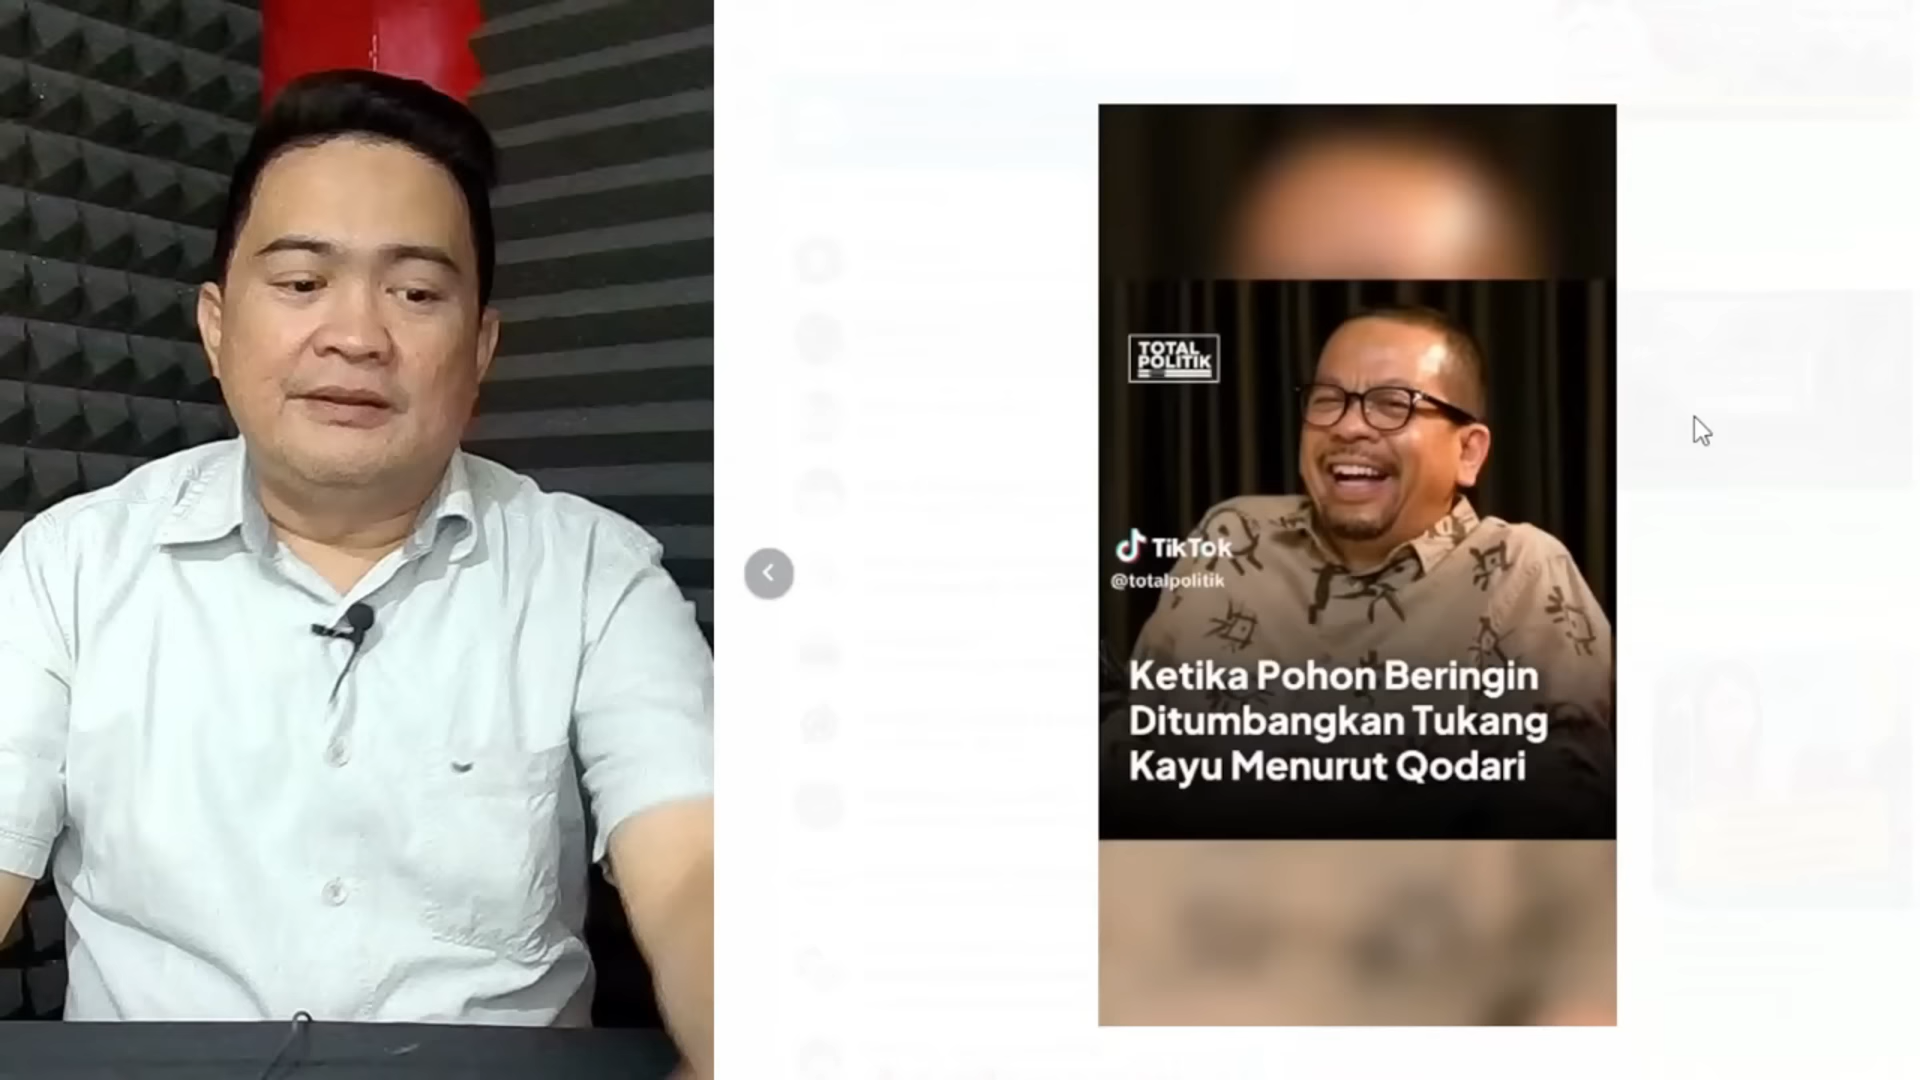 TOTAL
POLITIK
TikTok
@totalpolitik
Ketika Pohon Beringin
Ditumbangkan Tukang
Kayu Menurut Qodari